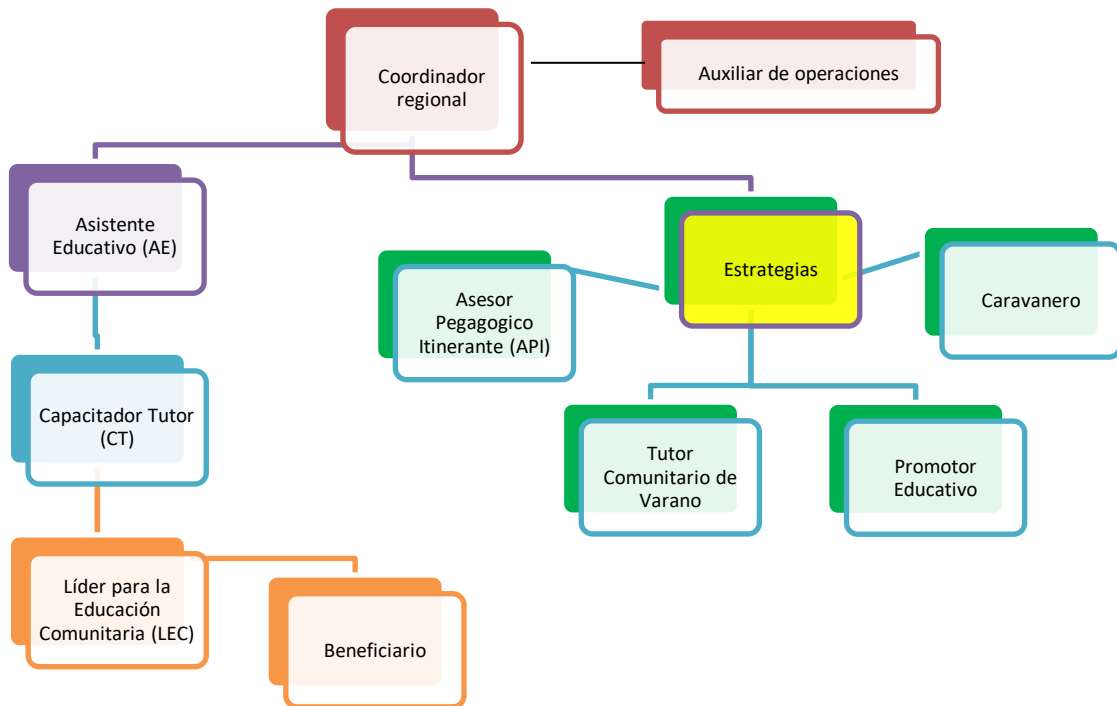 Coordinador
regional
Auxiliar de operaciones
Asistente
Educativo (AE)
Estrategias
Asesor
Pegagogico
Itinerante (API)
Caravanero
Capacitador Tutor
(CT)
Tutor
Comunitario de
Varano
Promotor
Educativo
Líder para la
Educación
Comunitaria (LEC)
Beneficiario